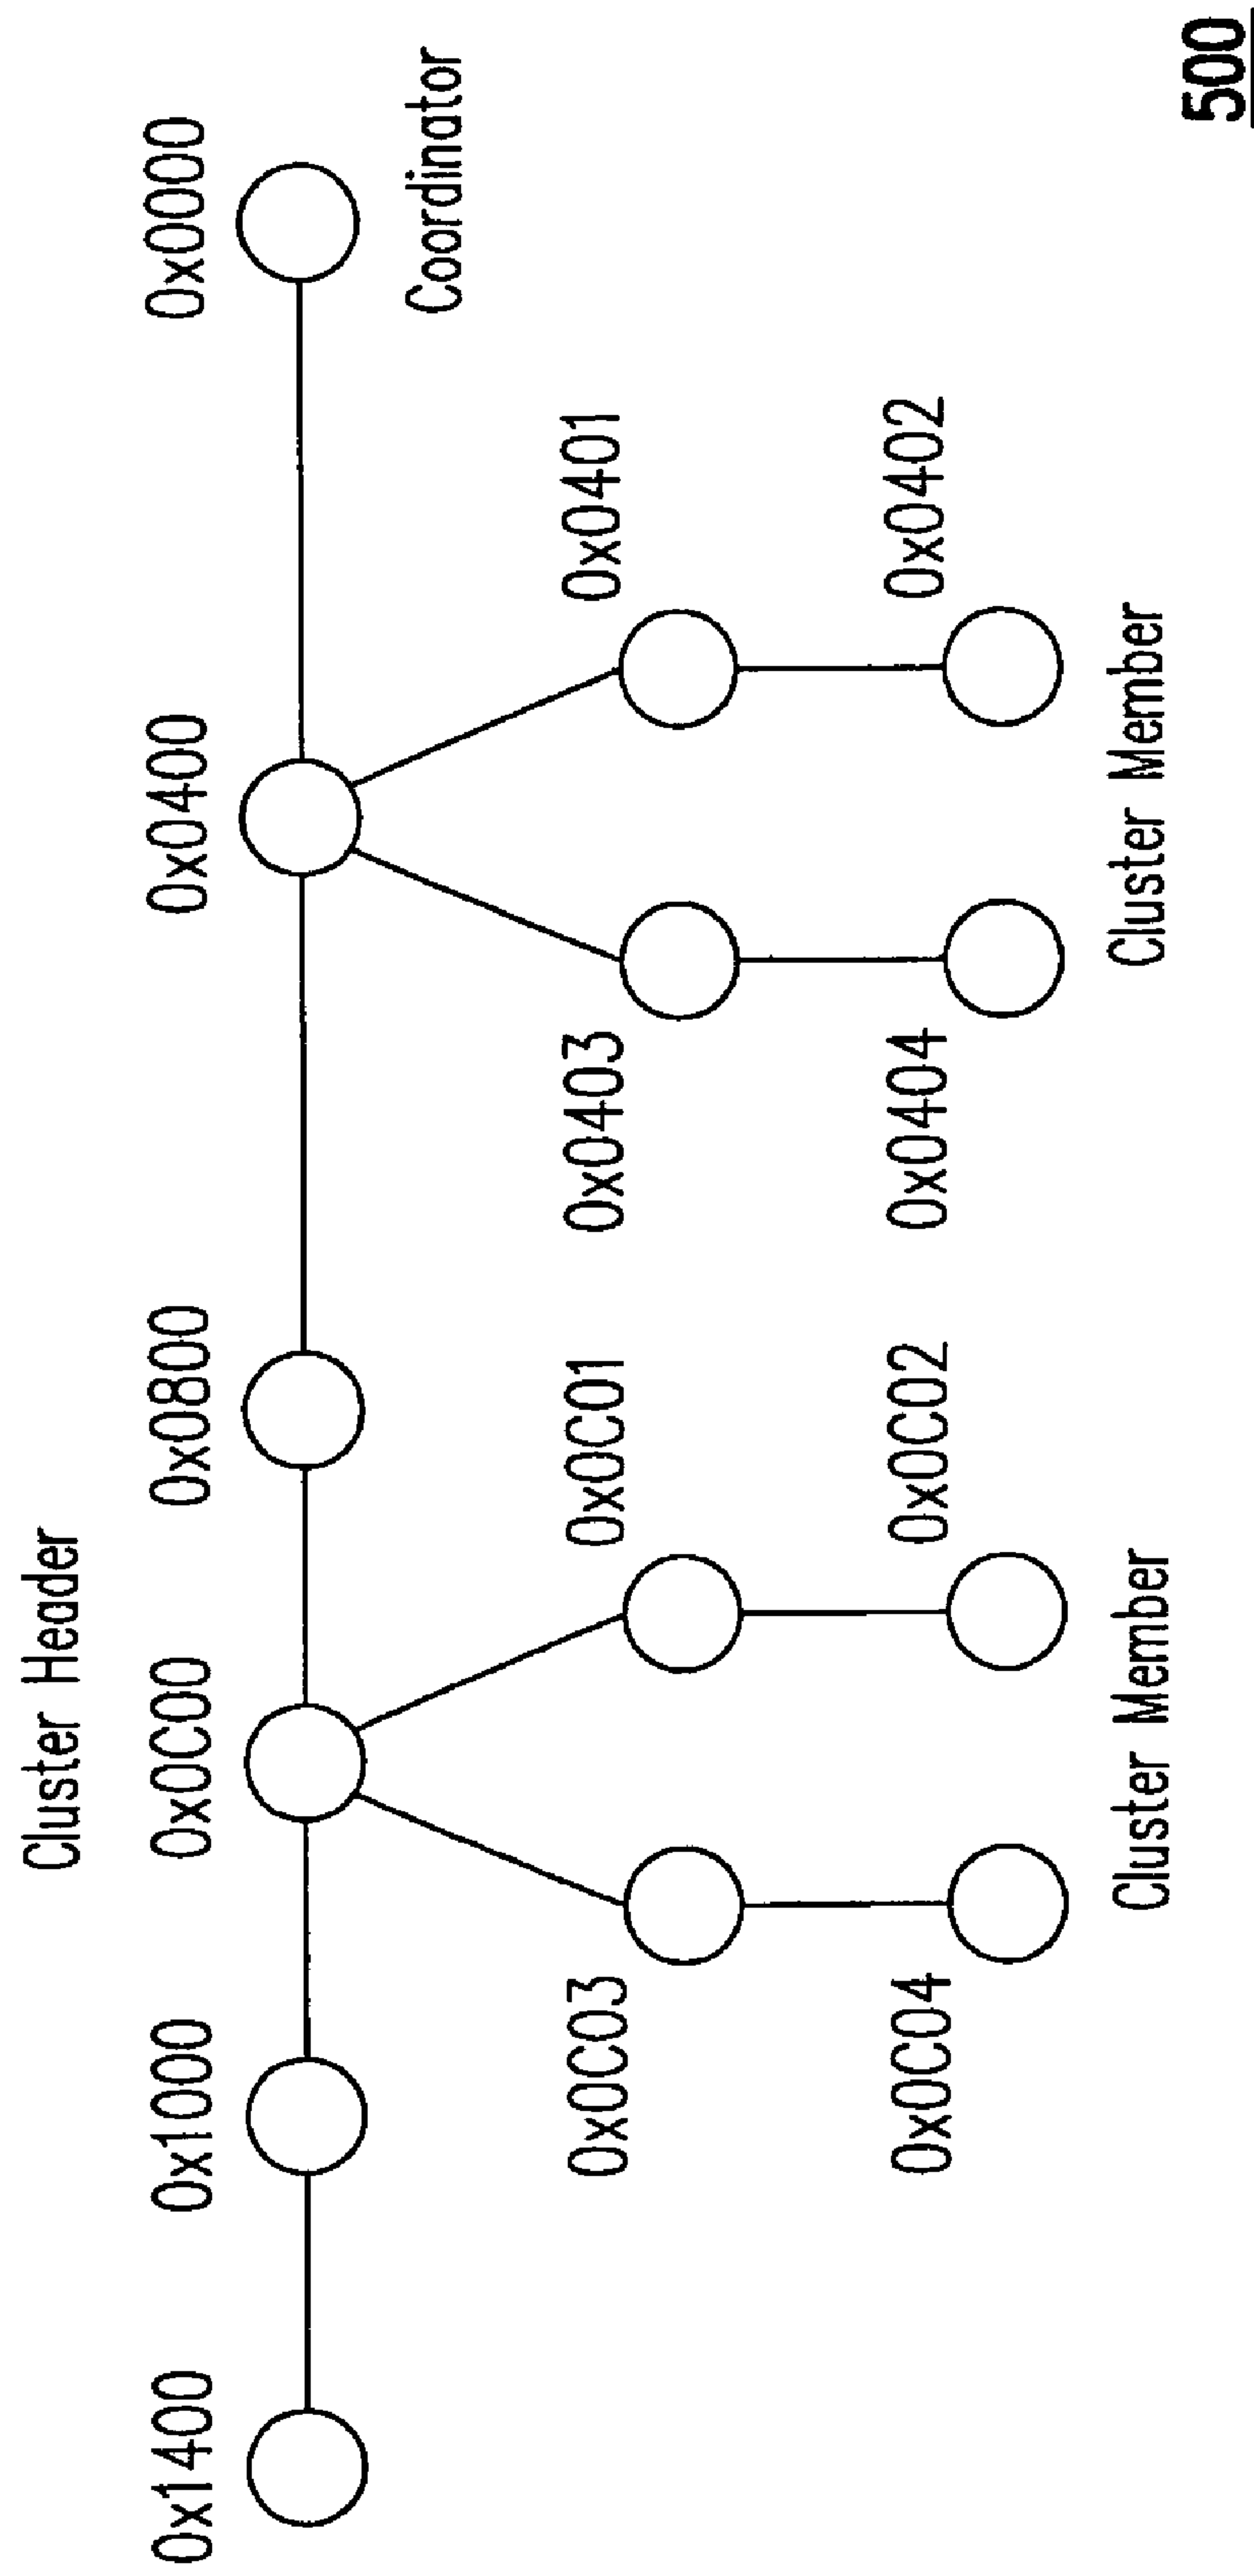 Cluster Header
0x1400
0x1000
0x0C00
0x0800
0x0400
0x0000
Coordinator
0x0C03
0x0C01
0x0403
0x0401
0x0C04
0x0C02
0x0404
0x0402
Cluster Member
Cluster Member
500